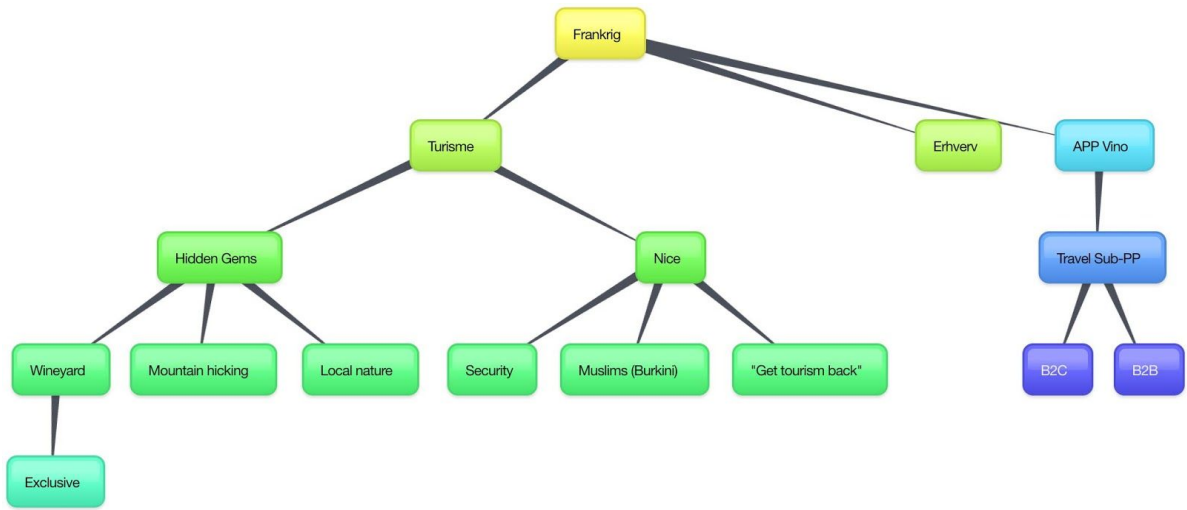 Frankrig
Turisme
Erhverv
APP Vino
Hidden Gems
Nice
Travel Sub-PP
Wineyard
Mountain hicking
Local nature
Security
Muslims (Burkini)
"Get tourism back"
B2C
B2B
Exclusive